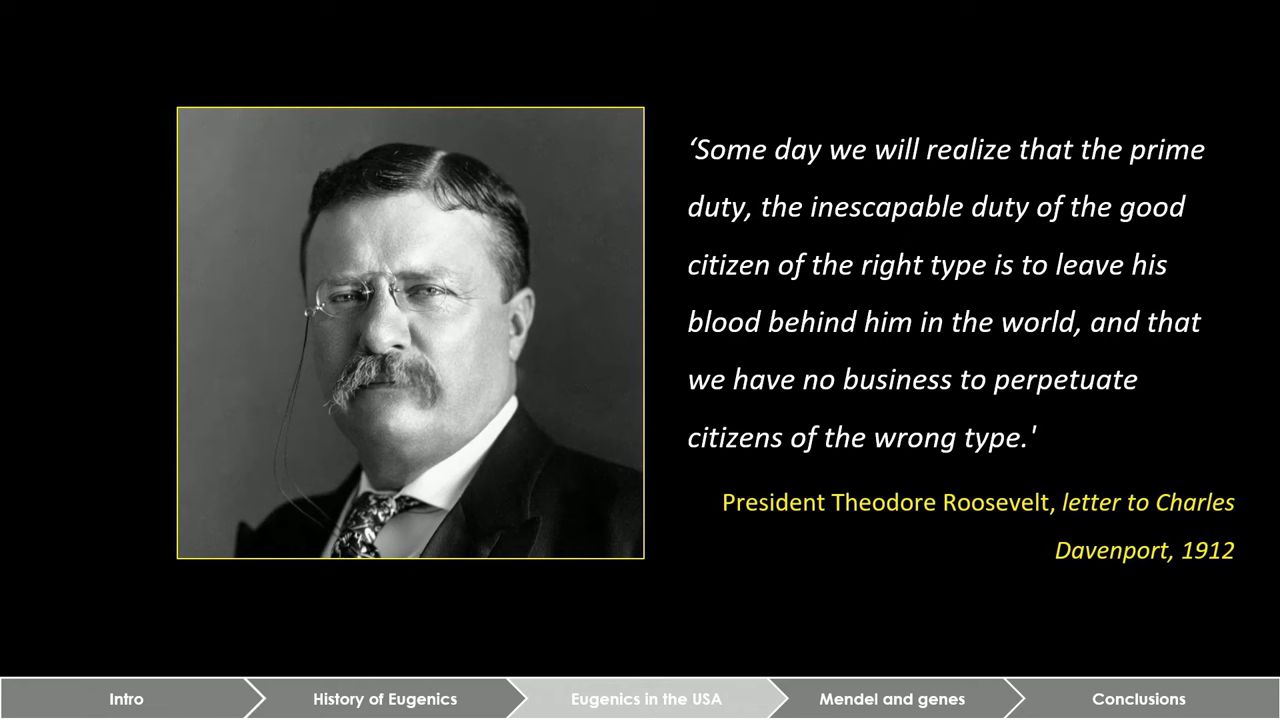 ‘Some day we will realize that the prime
duty, the inescapable duty of the good
citizen of the right type is to leave his
blood behind him in the world, and that
we have no business to perpetuate
citizens of the wrong type.'
President Theodore Roosevelt, letter to Charles
Davenport, 1912
Intro
History of Eugenics
Eugenics in the USA
Mendel and genes
Conclusions